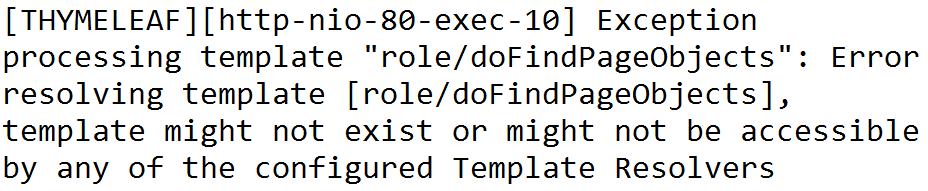 [THYMELEAF][http-nio-80-exec-10] Exception
processing template "role/doFindPageObjects": Error
resolving template [role/doFindPageObjects],
template might not exist or might not be accessible
by any of the configured Template Resolvers